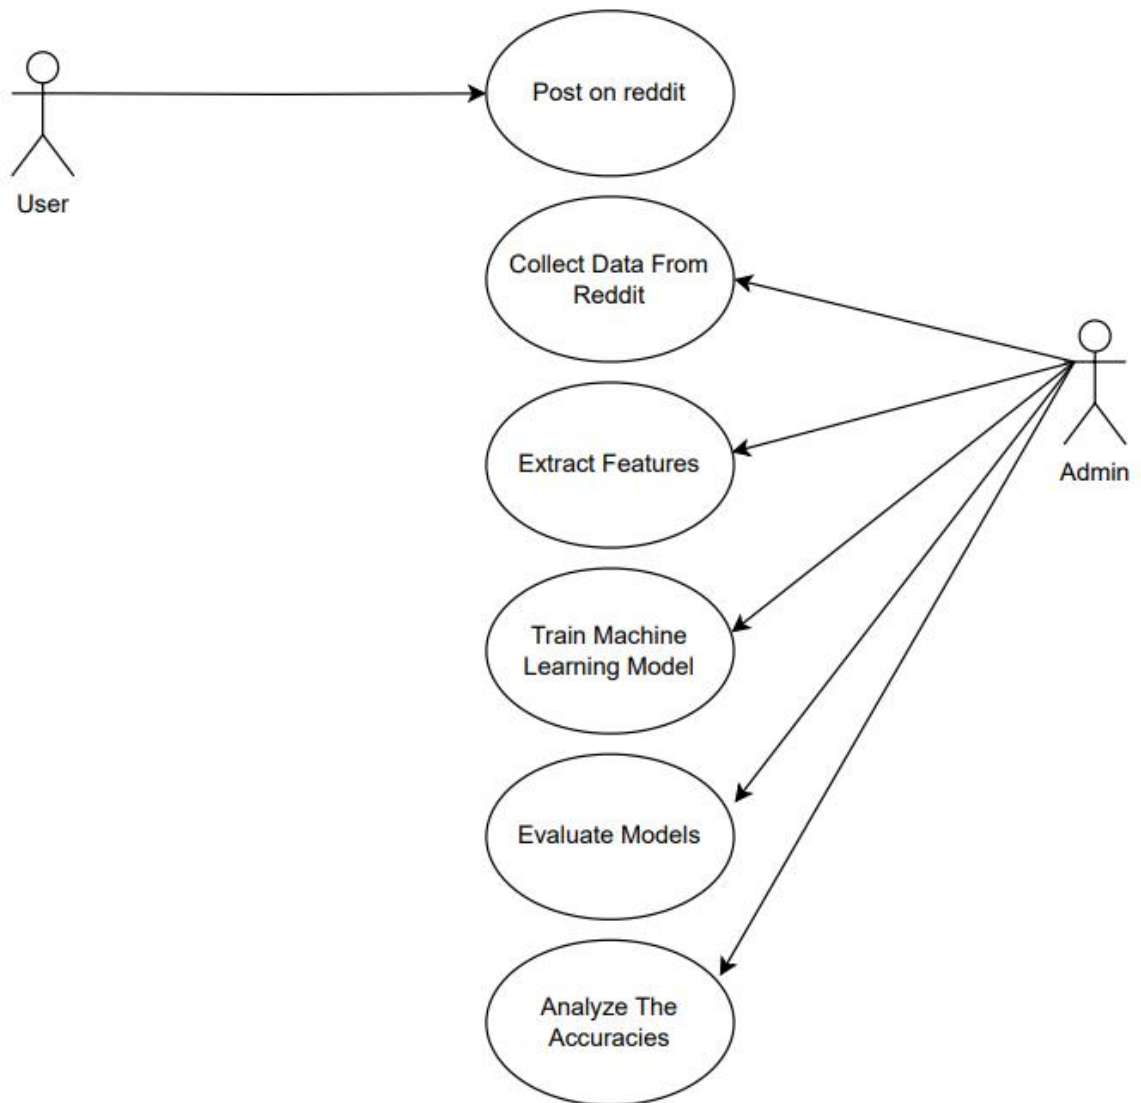 Post on reddit
User
Collect Data From
Reddit
Extract Features
Admin
Train Machine
Learning Model
Evaluate Models
Analyze The
Accuracies